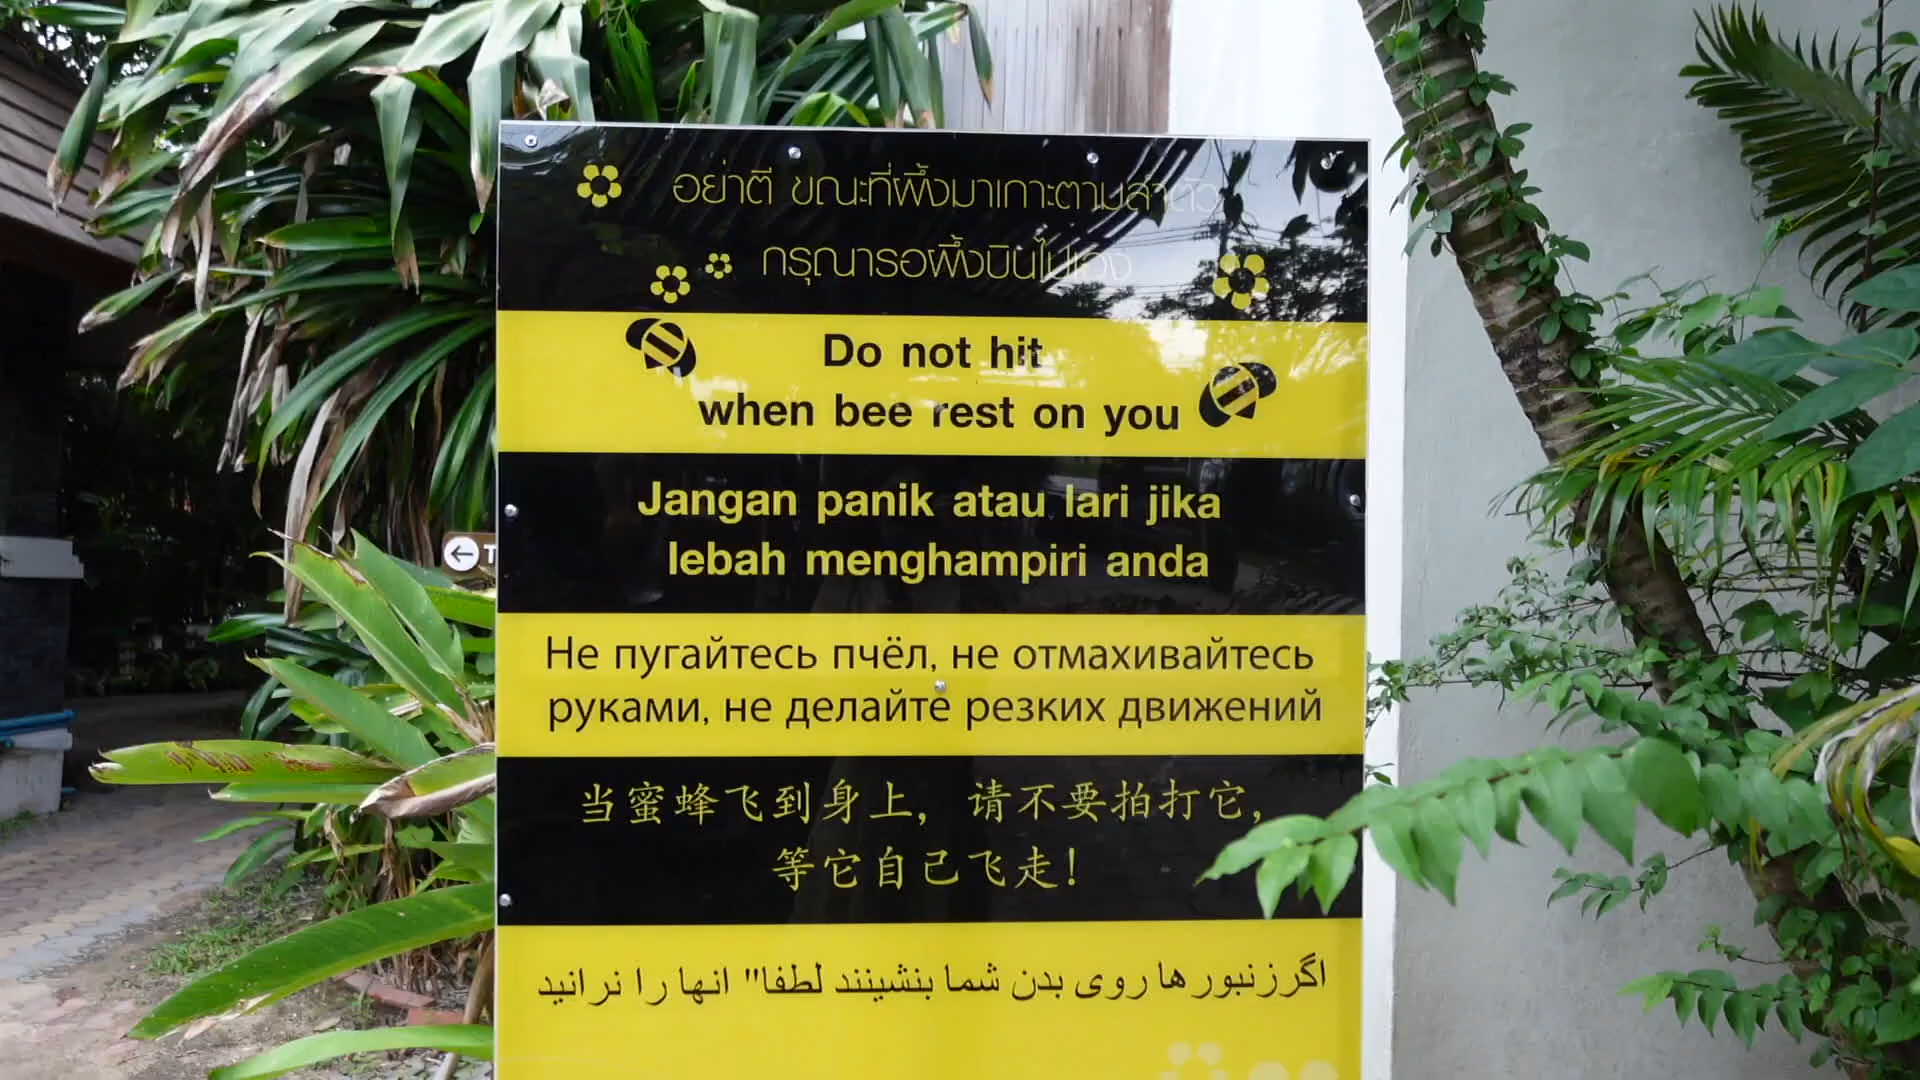 อย่าตี ขณะที่ผึ้งมาเกาะตามลำตัว
กรุณารอผึ้งบินไปเอง
Do not hit
when bee rest on you
Jangan panik atau lari jika
lebah menghampiri anda
T
Не пугайтесь пчёл, не отмахивайтесь
руками, не делайте резких движений
当蜜蜂飞到身上，请不要拍打它，
等它自己飞走！
اگرزنبورها روی بدن شما بنشینند لطفا" انها را نرانید